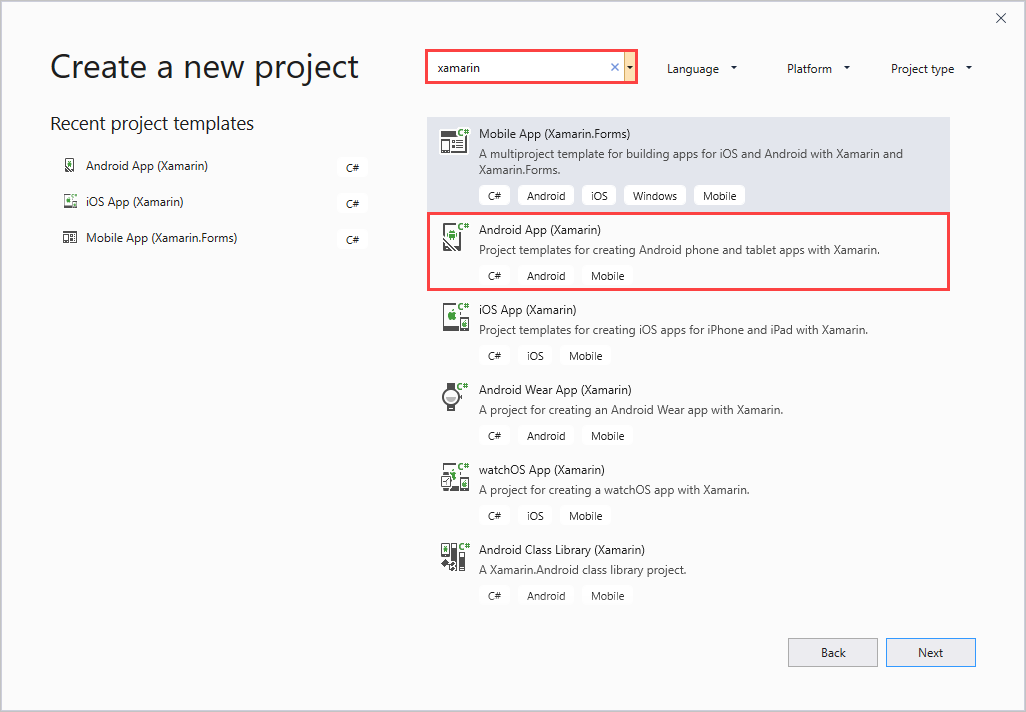 Create a new project
xamarin
Language
Platform
Project type
Recent project templates
Android App (Xamarin)
C#
iOS App (Xamarin)
C#
Mobile App (Xamarin.Forms)
C#
C#
Mobile App (Xamarin.Forms)
A multiproject template for building apps for iOS and Android with Xamarin and
Xamarin.Forms.
C# Android iOS Windows Mobile
C#
Android App (Xamarin)
Project templates for creating Android phone and tablet apps with Xamarin.
C# Android Mobile
C#
iOS App (Xamarin)
Project templates for creating iOS apps for iPhone and iPad with Xamarin.
C# iOS Mobile
C#
Android Wear App (Xamarin)
A project for creating an Android Wear app with Xamarin.
C# Android Mobile
C#
watchOS App (Xamarin)
A project for creating a watchOS app with Xamarin.
C# iOS Mobile
C#
Android Class Library (Xamarin)
A Xamarin.Android class library project.
C# Android Mobile
Back
Next